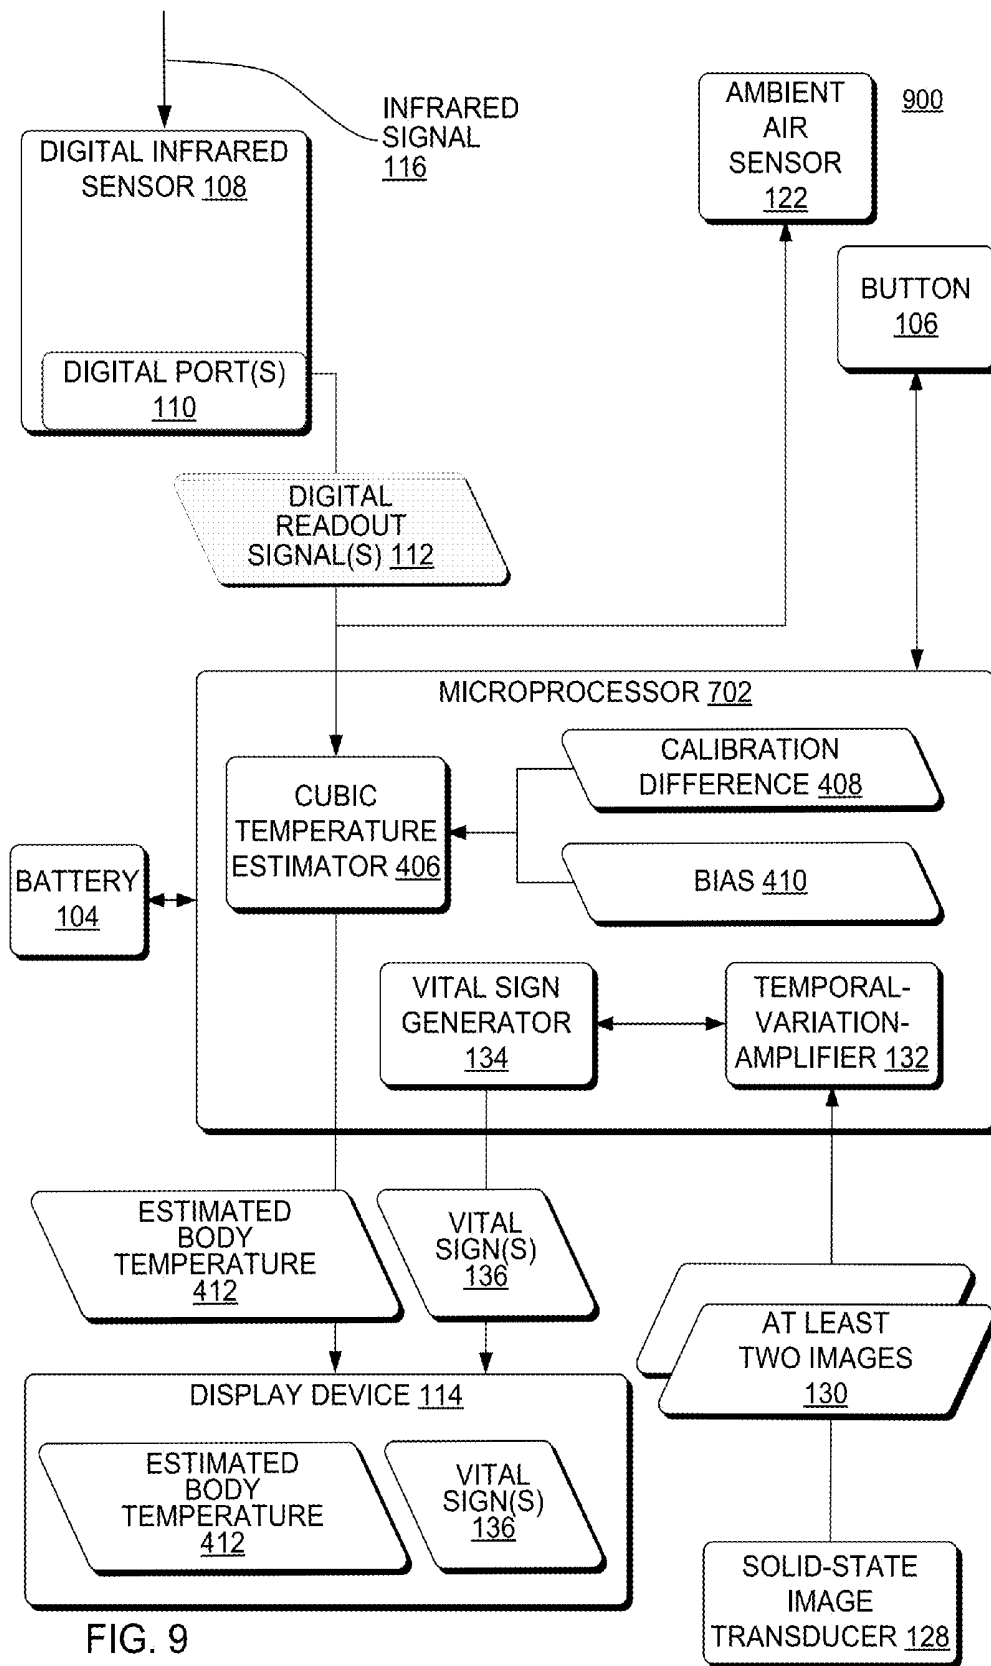 INFRARED
SIGNAL
116
AMBIENT
AIR
SENSOR
122
900
DIGITAL INFRARED
SENSOR 108
BUTTON
106
DIGITAL PORT(S)
110
DIGITAL
READOUT
SIGNAL(S) 112
MICROPROCESSOR 702
CALIBRATION
DIFFERENCE 408
CUBIC
TEMPERATURE
ESTIMATOR 406
BIAS 410
BATTERY
104
VITAL SIGN
GENERATOR
134
TEMPORAL-
VARIATION-
AMPLIFIER 132
ESTIMATED
BODY
TEMPERATURE
412
VITAL
SIGN(S)
136
AT LEAST
TWO IMAGES
130
DISPLAY DEVICE 114
ESTIMATED
BODY
TEMPERATURE
412
VITAL
SIGN(S)
136
SOLID-STATE
IMAGE
TRANSDUCER 128
FIG. 9